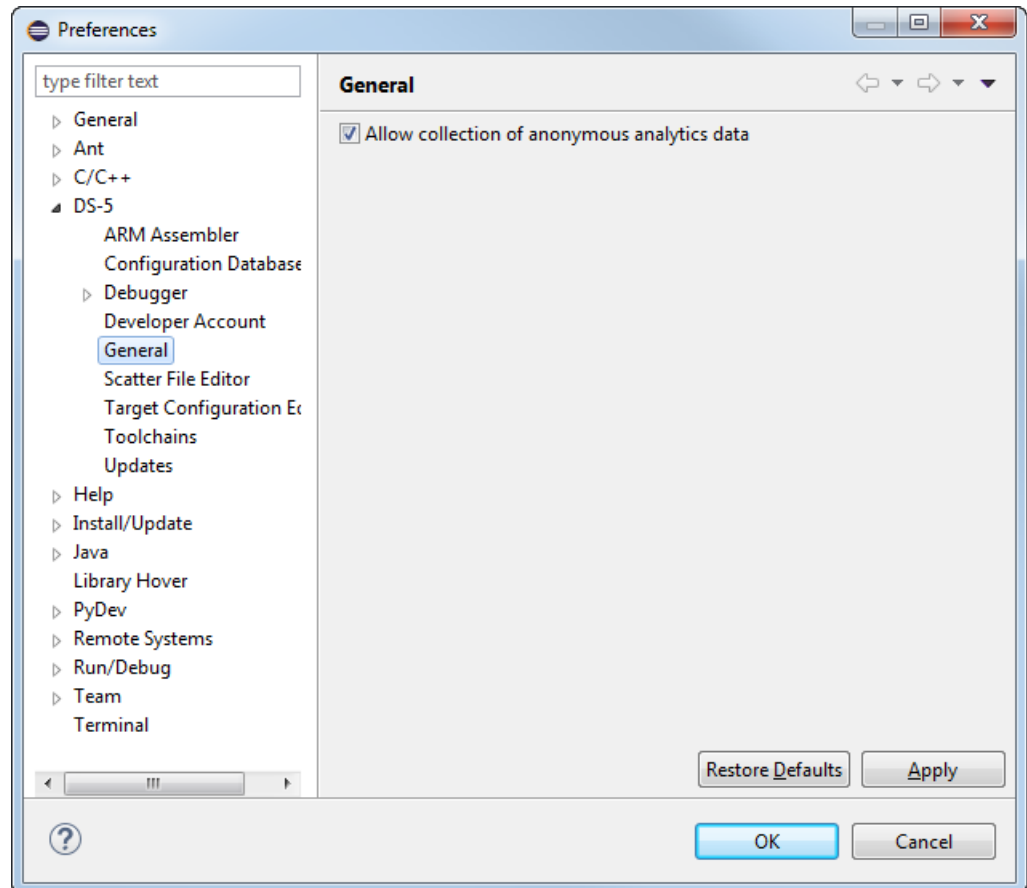 Preferences
type filter text
General
Ant
C/C++
DS-5
ARM Assembler
Configuration Database
Debugger
Developer Account
General
Scatter File Editor
Target Configuration
Toolchains
Updates
Help
Install/Update
Java
Library Hover
PyDev
Remote Systems
Run/Debug
Team
Terminal
General
Allow collection of anonymous analytics data
Restore Defaults
Apply
?
OK
Cancel